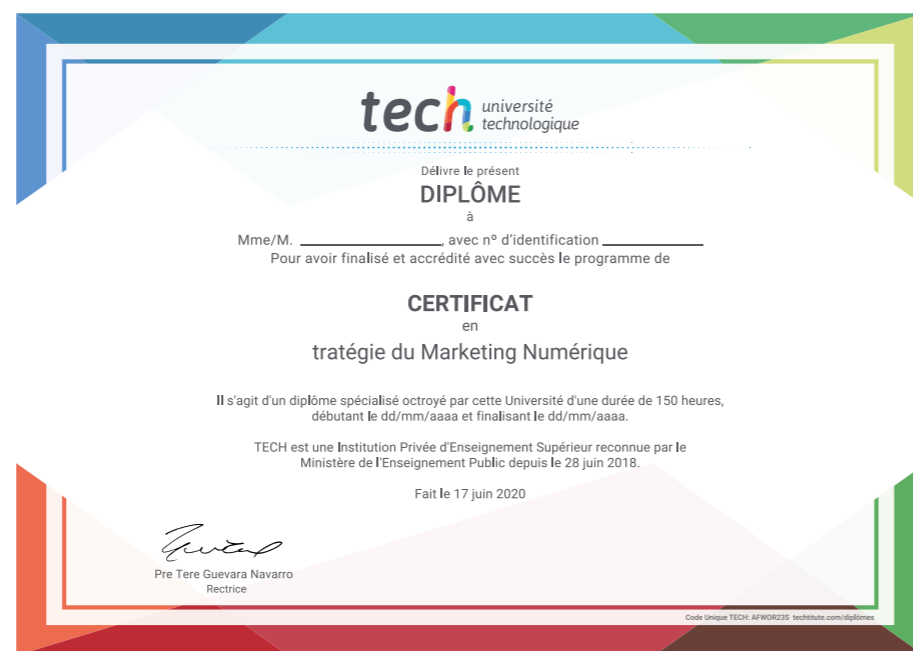 tech université
technologique
Délivre le présent
DIPLÔME
à
Mme/M. ____________________, avec nº d'identification ______________
Pour avoir finalisé et accrédité avec succès le programme de
CERTIFICAT
en
tratégie du Marketing Numérique
Il s'agit d'un diplôme spécialisé octroyé par cette Université d'une durée de 150 heures,
débutant le dd/mm/aaaa et finalisant le dd/mm/aaaa.
TECH est une Institution Privée d'Enseignement Supérieur reconnue par le
Ministère de l'Enseignement Public depuis le 28 juin 2018.
Fait le 17 juin 2020
Pre Tere Guevara Navarro
Rectrice
Code Unique TECH: AFWOR23S techtitute.com/diplômes